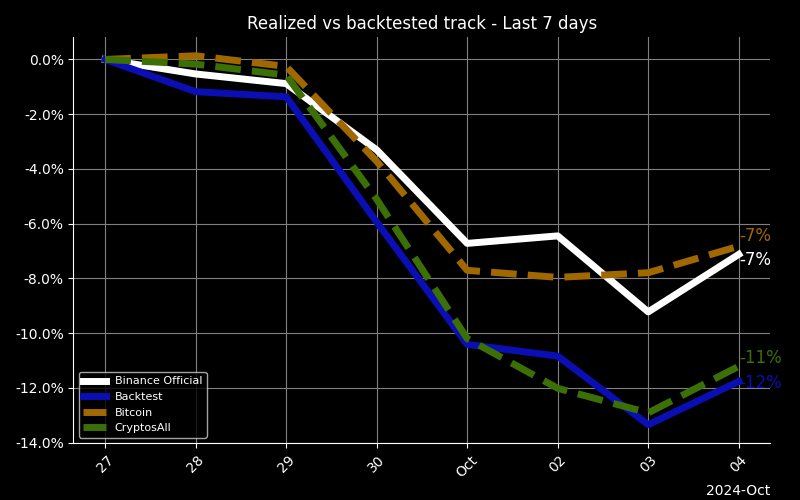 Realized vs backtested track - Last 7 days
0.0%
-2.0%
-4.0%
-6.0%
-8.0%
-10.0%
-12.0%
-14.0%
-7%
-7%
-11%
-12%
Binance Official
Backtest
Bitcoin
CryptosAll
27
28
29
30
Oct
02
03
04
2024-Oct